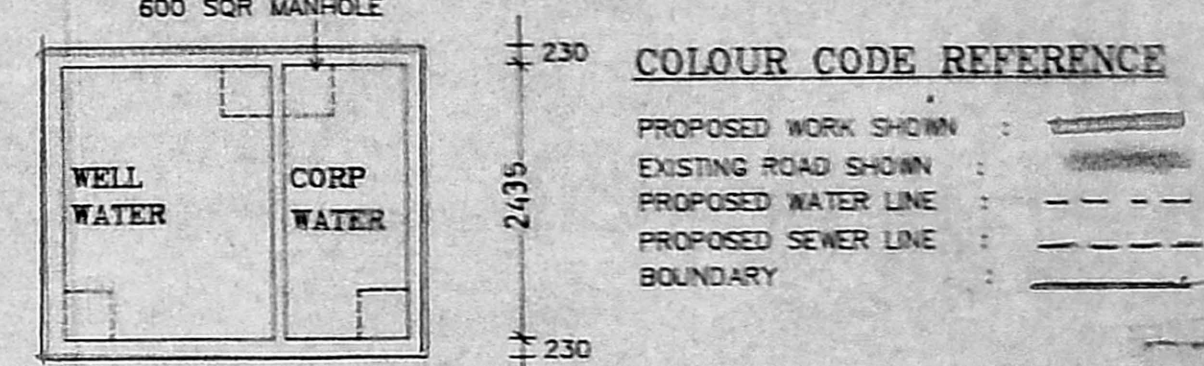 600 SQR MANHOLE
230
WELL
WATER
CORP
WATER
2435
230
COLOUR CODE REFERENCE
PROPOSED WORK SHOWN :
EXISTING ROAD SHOWN :
PROPOSED WATER LINE :
PROPOSED SEWER LINE :
BOUNDARY :